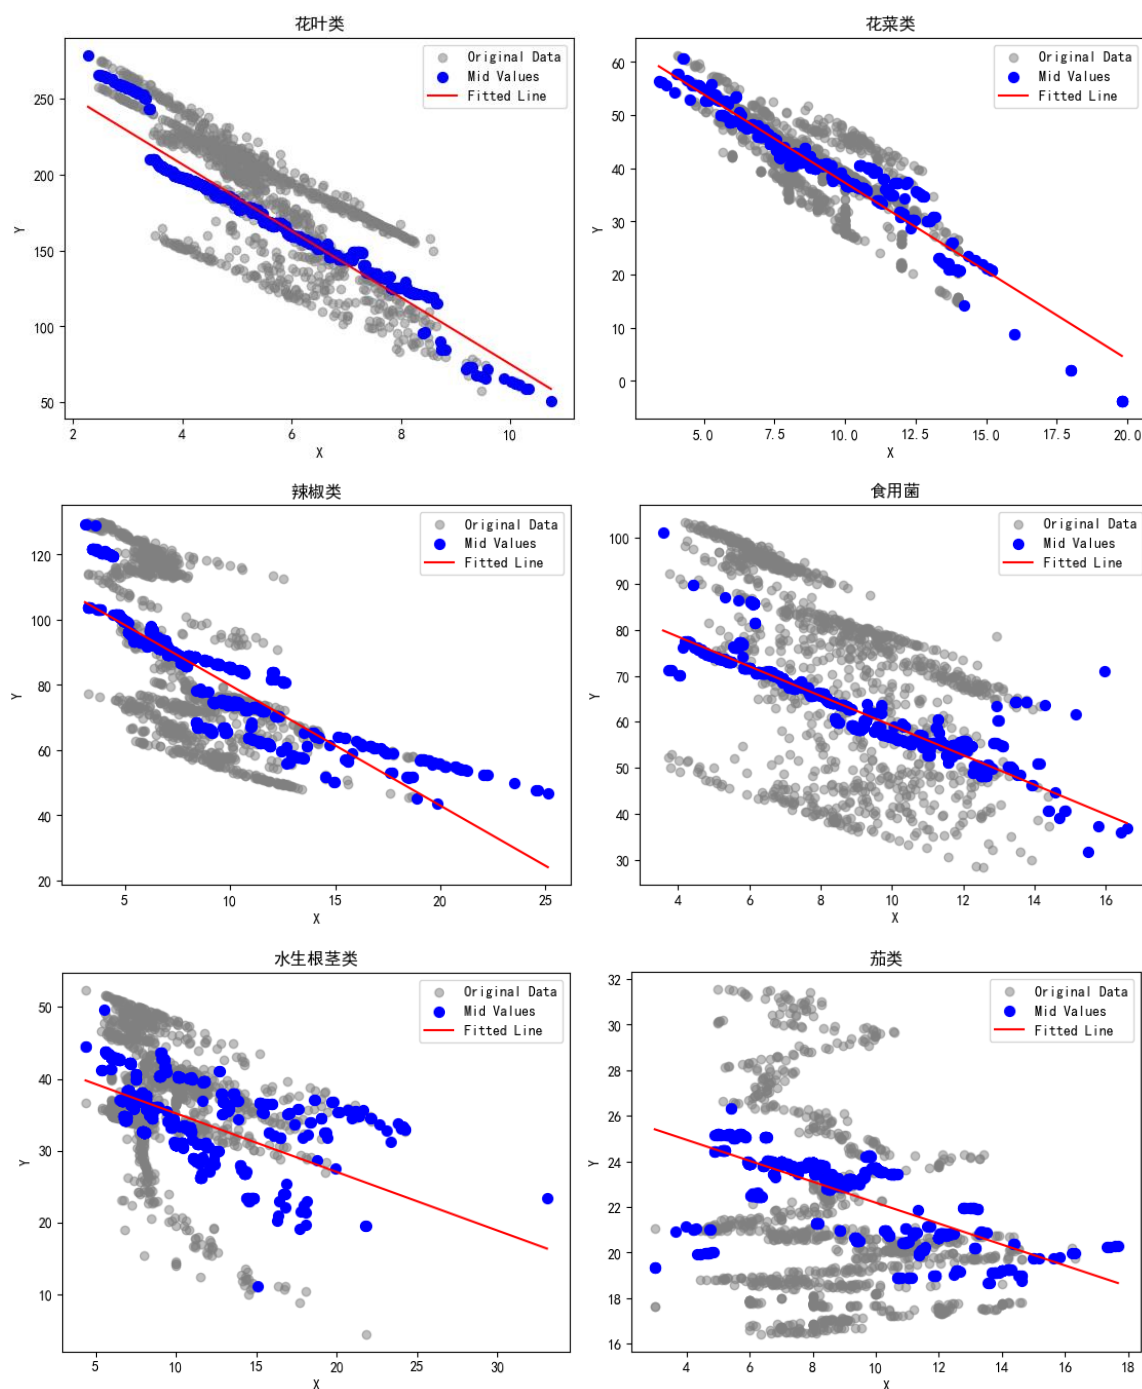 花叶类
Original Data
Mid Values
Fitted Line
250
200
150
100
50
Y
2
4
6
8
10
X
花菜类
Original Data
Mid Values
Fitted Line
60
50
40
30
20
10
0
Y
5.0
7.5
10.0
12.5
15.0
17.5
20.0
X
辣椒类
Original Data
Mid Values
Fitted Line
120
100
80
60
40
20
Y
5
10
15
20
25
X
食用菌
Original Data
Mid Values
Fitted Line
100
90
80
70
60
50
40
30
Y
4
6
8
10
12
14
16
X
水生根茎类
Original Data
Mid Values
Fitted Line
50
40
30
20
10
Y
5
10
15
20
25
30
X
茄类
Original Data
Mid Values
Fitted Line
32
30
28
26
24
22
20
18
16
Y
4
6
8
10
12
14
16
18
X